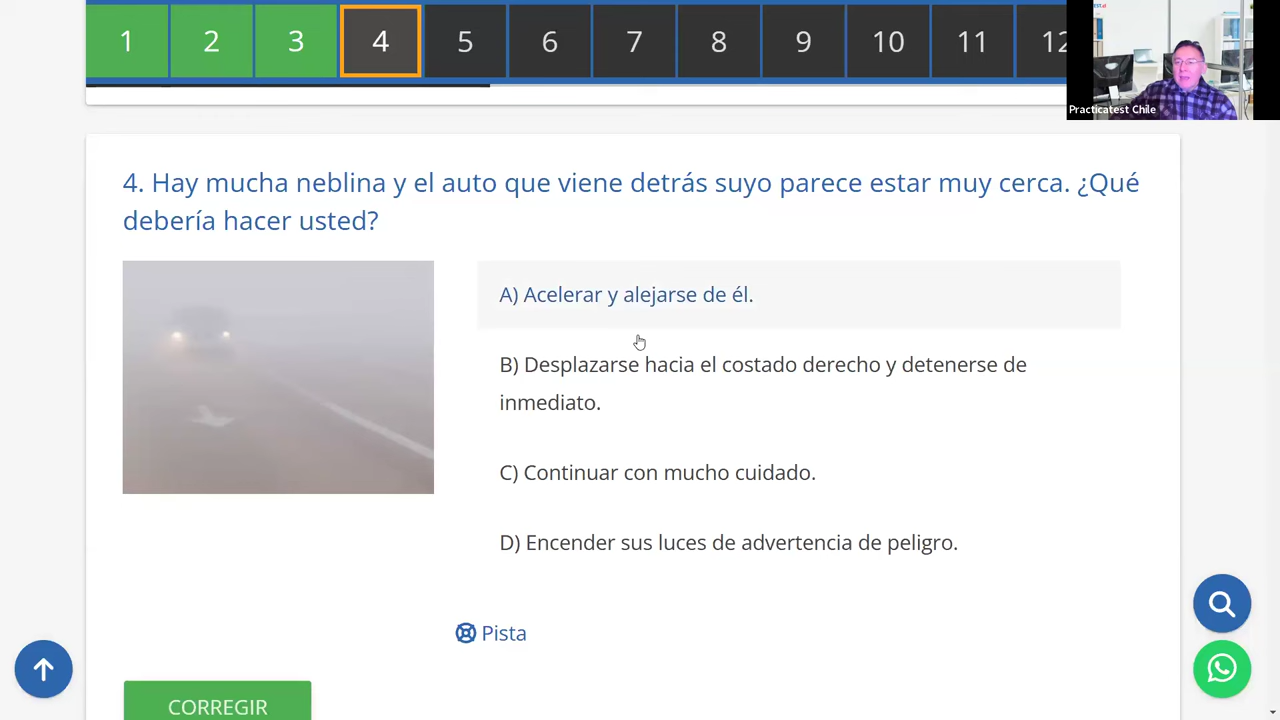 1 2 3 4 5 6 7 8 9 10 11 12
Practicatest Chile
4. Hay mucha neblina y el auto que viene detrás suyo parece estar muy cerca. ¿Qué
debería hacer usted?
A) Acelerar y alejarse de él.
B) Desplazarse hacia el costado derecho y detenerse de
inmediato.
C) Continuar con mucho cuidado.
D) Encender sus luces de advertencia de peligro.
Pista
CORREGIR